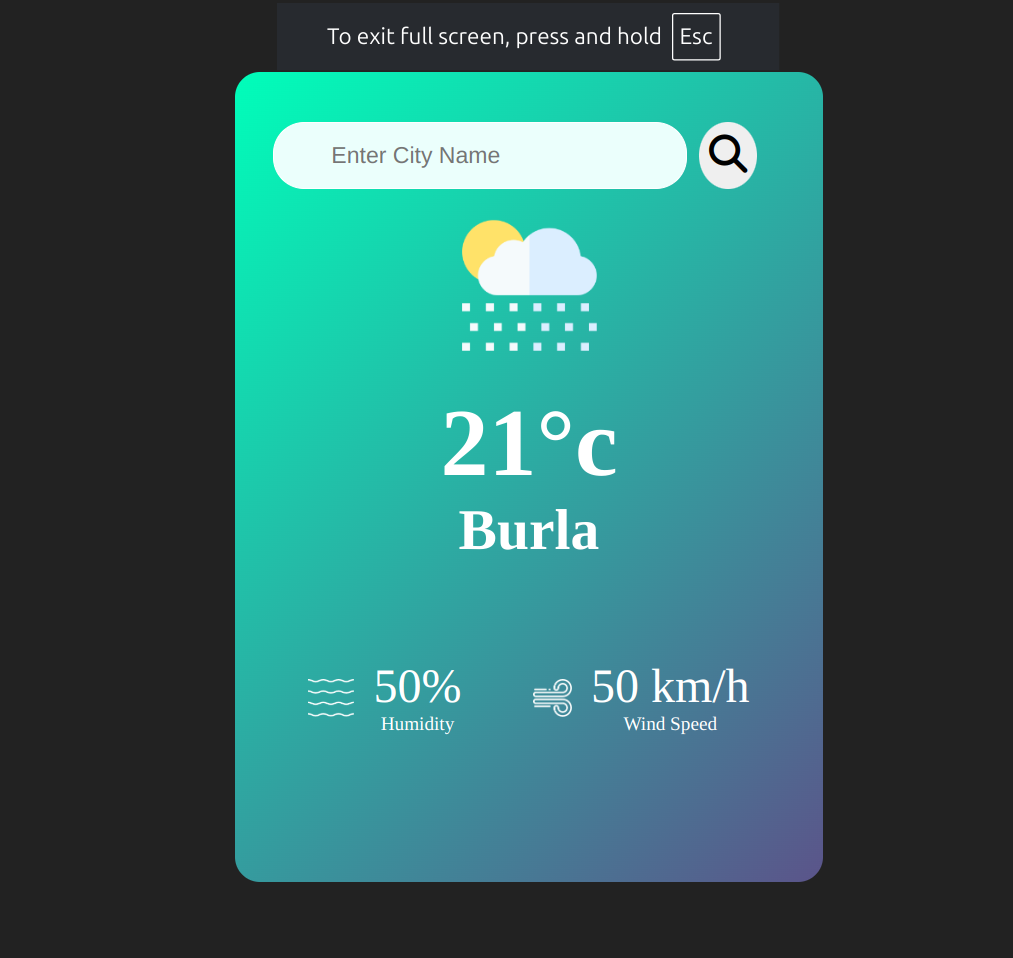 To exit full screen, press and hold Esc
Enter City Name
21°c
Burla
50%
Humidity
50 km/h
Wind Speed